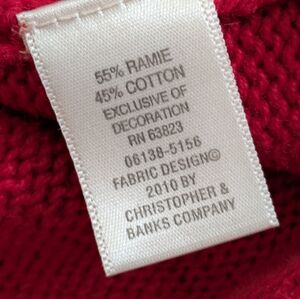 55% RAMIE
45% COTTON
EXCLUSIVE OF
DECORATION
RN 63823
06138-5156
FABRIC DESIGN©
2010 BY
CHRISTOPHER &
BANKS COMPANY